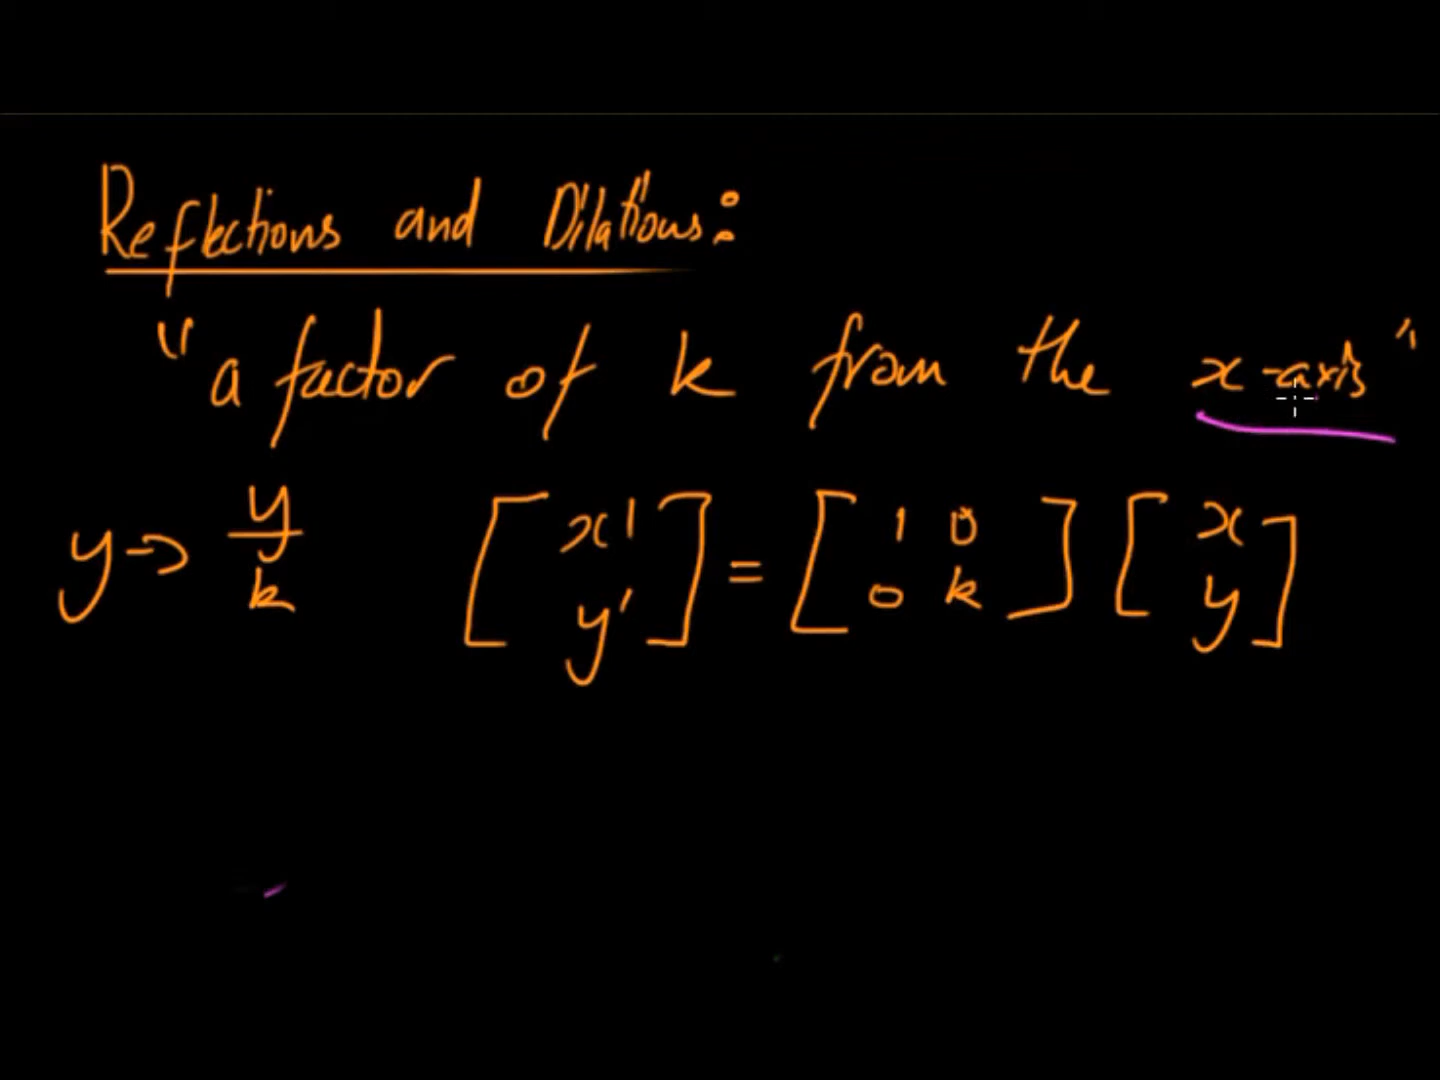 Reflections and Dilations:
"a factor of k from the x-axis"
y → y/k [x' y'] = [1 0 0 k] [x y]